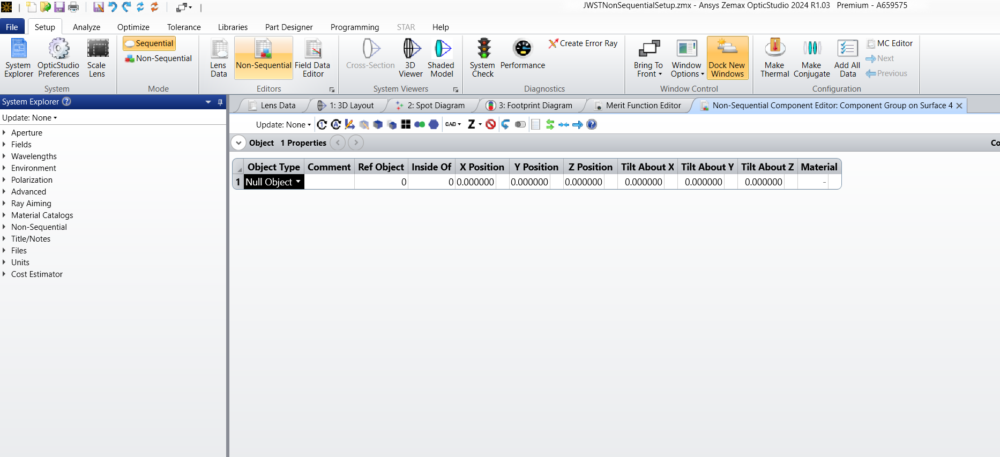 JWSTNonSequentialSetup.zmx - Ansys Zemax OpticStudio 2024 R1.03   Premium - A659575
File Setup Analyze Optimize Tolerance Libraries Part Designer Programming STAR Help
System Explorer
OpticStudio Preferences
Scale Lens
System
Sequential
Non-Sequential
Mode
Lens Data
Non-Sequential
Field Data Editor
Editors
Cross-Section
3D Viewer
Shaded Model
System Viewers
System Check
Performance
Create Error Ray
Diagnostics
Bring To Front
Window Options
Dock New Windows
Window Control
Make Thermal
Make Conjugate
Add All Data
MC Editor
Next
Previous
Configuration
System Explorer ?
Update: None
Aperture
Fields
Wavelengths
Environment
Polarization
Advanced
Ray Aiming
Material Catalogs
Non-Sequential
Title/Notes
Files
Units
Cost Estimator
Lens Data
1: 3D Layout
2: Spot Diagram
3: Footprint Diagram
Merit Function Editor
Non-Sequential Component Editor: Component Group on Surface 4
Update: None CAD Z ?
Object 1 Properties
Co
Object Type Comment Ref Object Inside Of X Position Y Position Z Position Tilt About X Tilt About Y Tilt About Z Material
1 Null Object 0 0 0.000000 0.000000 0.000000 0.000000 0.000000 0.000000 -